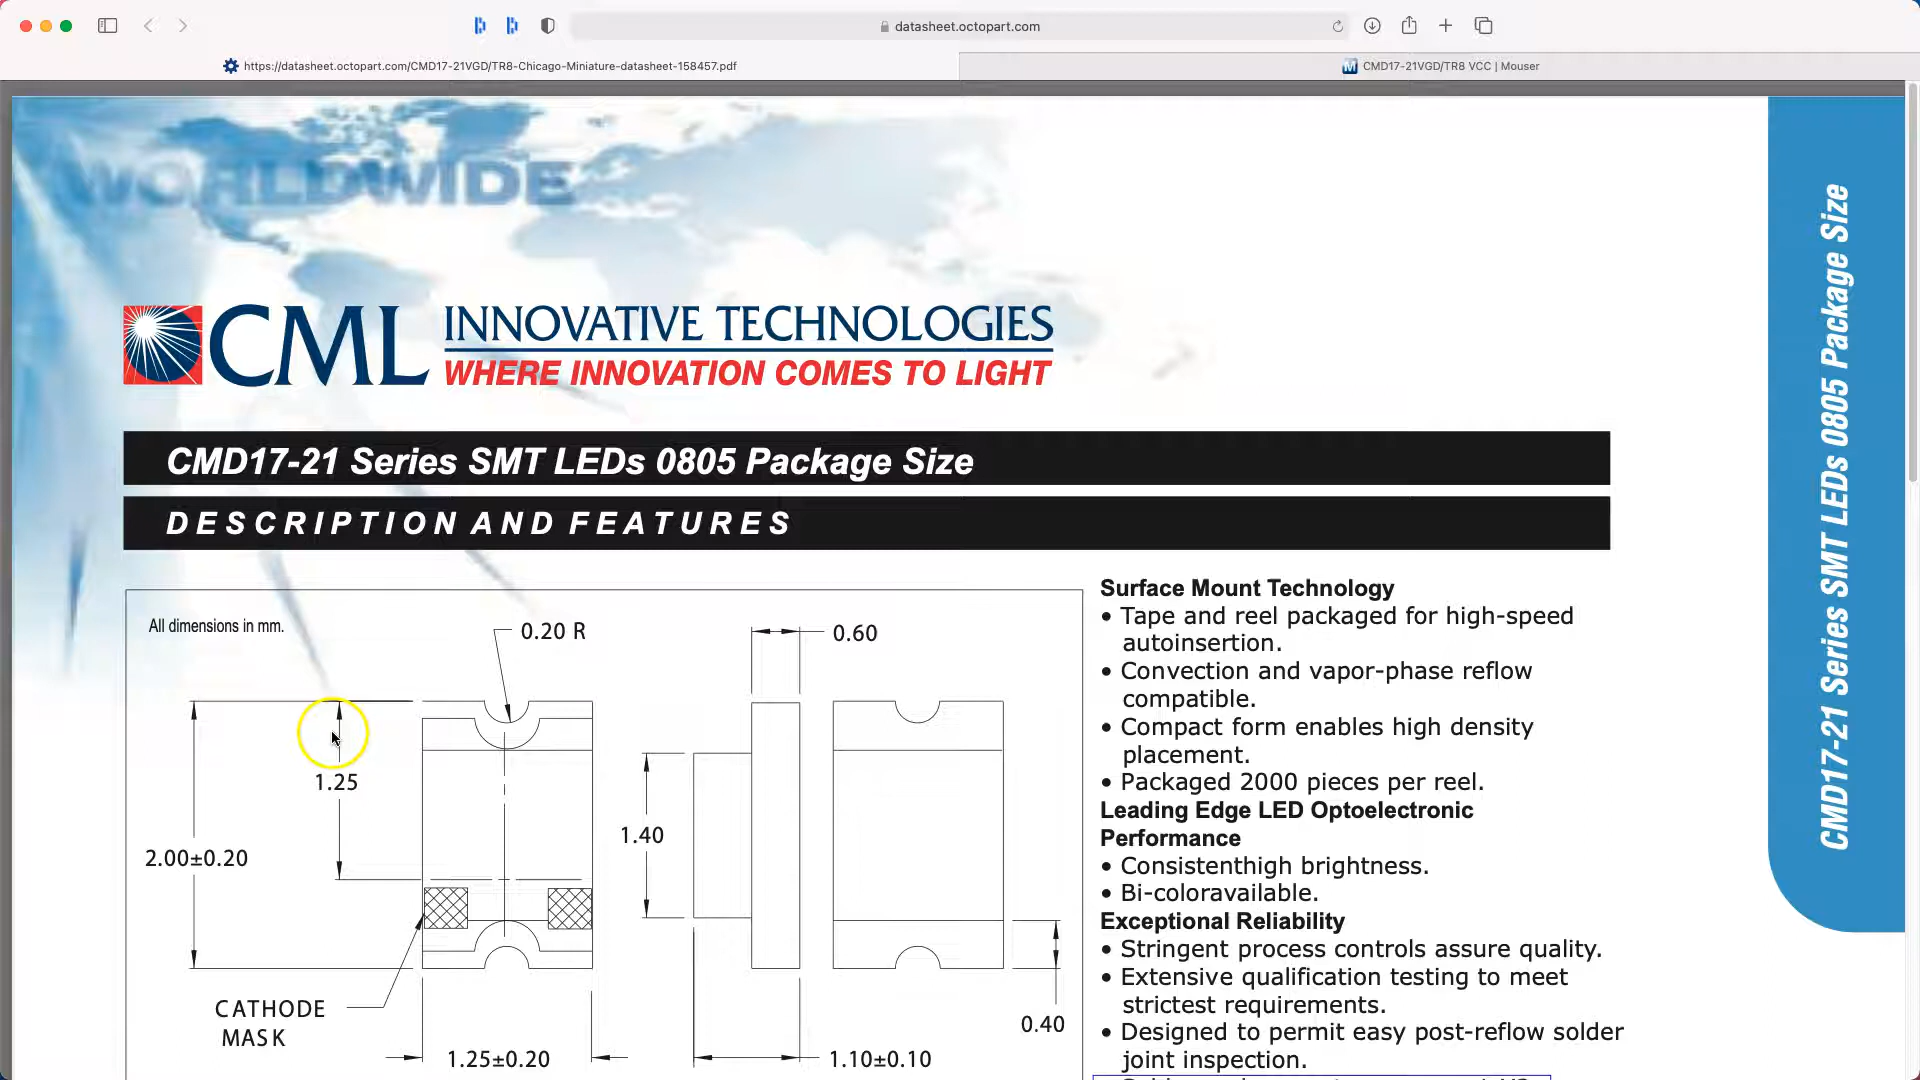 datasheet.octopart.com
https://datasheet.octopart.com/CMD17-21VGD/TR8-Chicago-Miniature-datasheet-158457.pdf
CMD17-21VGD/TR8 VCC | Mouser
WORLDWIDE
CML INNOVATIVE TECHNOLOGIES
WHERE INNOVATION COMES TO LIGHT
CMD17-21 Series SMT LEDs 0805 Package Size
DESCRIPTION AND FEATURES
All dimensions in mm.
0.20 R
0.60
1.25
1.40
2.00±0.20
CATHODE
MASK
0.40
1.25±0.20
1.10±0.10
Surface Mount Technology
• Tape and reel packaged for high-speed
autoinsertion.
• Convection and vapor-phase reflow
compatible.
• Compact form enables high density
placement.
• Packaged 2000 pieces per reel.
Leading Edge LED Optoelectronic
Performance
• Consistenthigh brightness.
• Bi-coloravailable.
Exceptional Reliability
• Stringent process controls assure quality.
• Extensive qualification testing to meet
strictest requirements.
• Designed to permit easy post-reflow solder
joint inspection.
CMD17-21 Series SMT LEDs 0805 Package Size